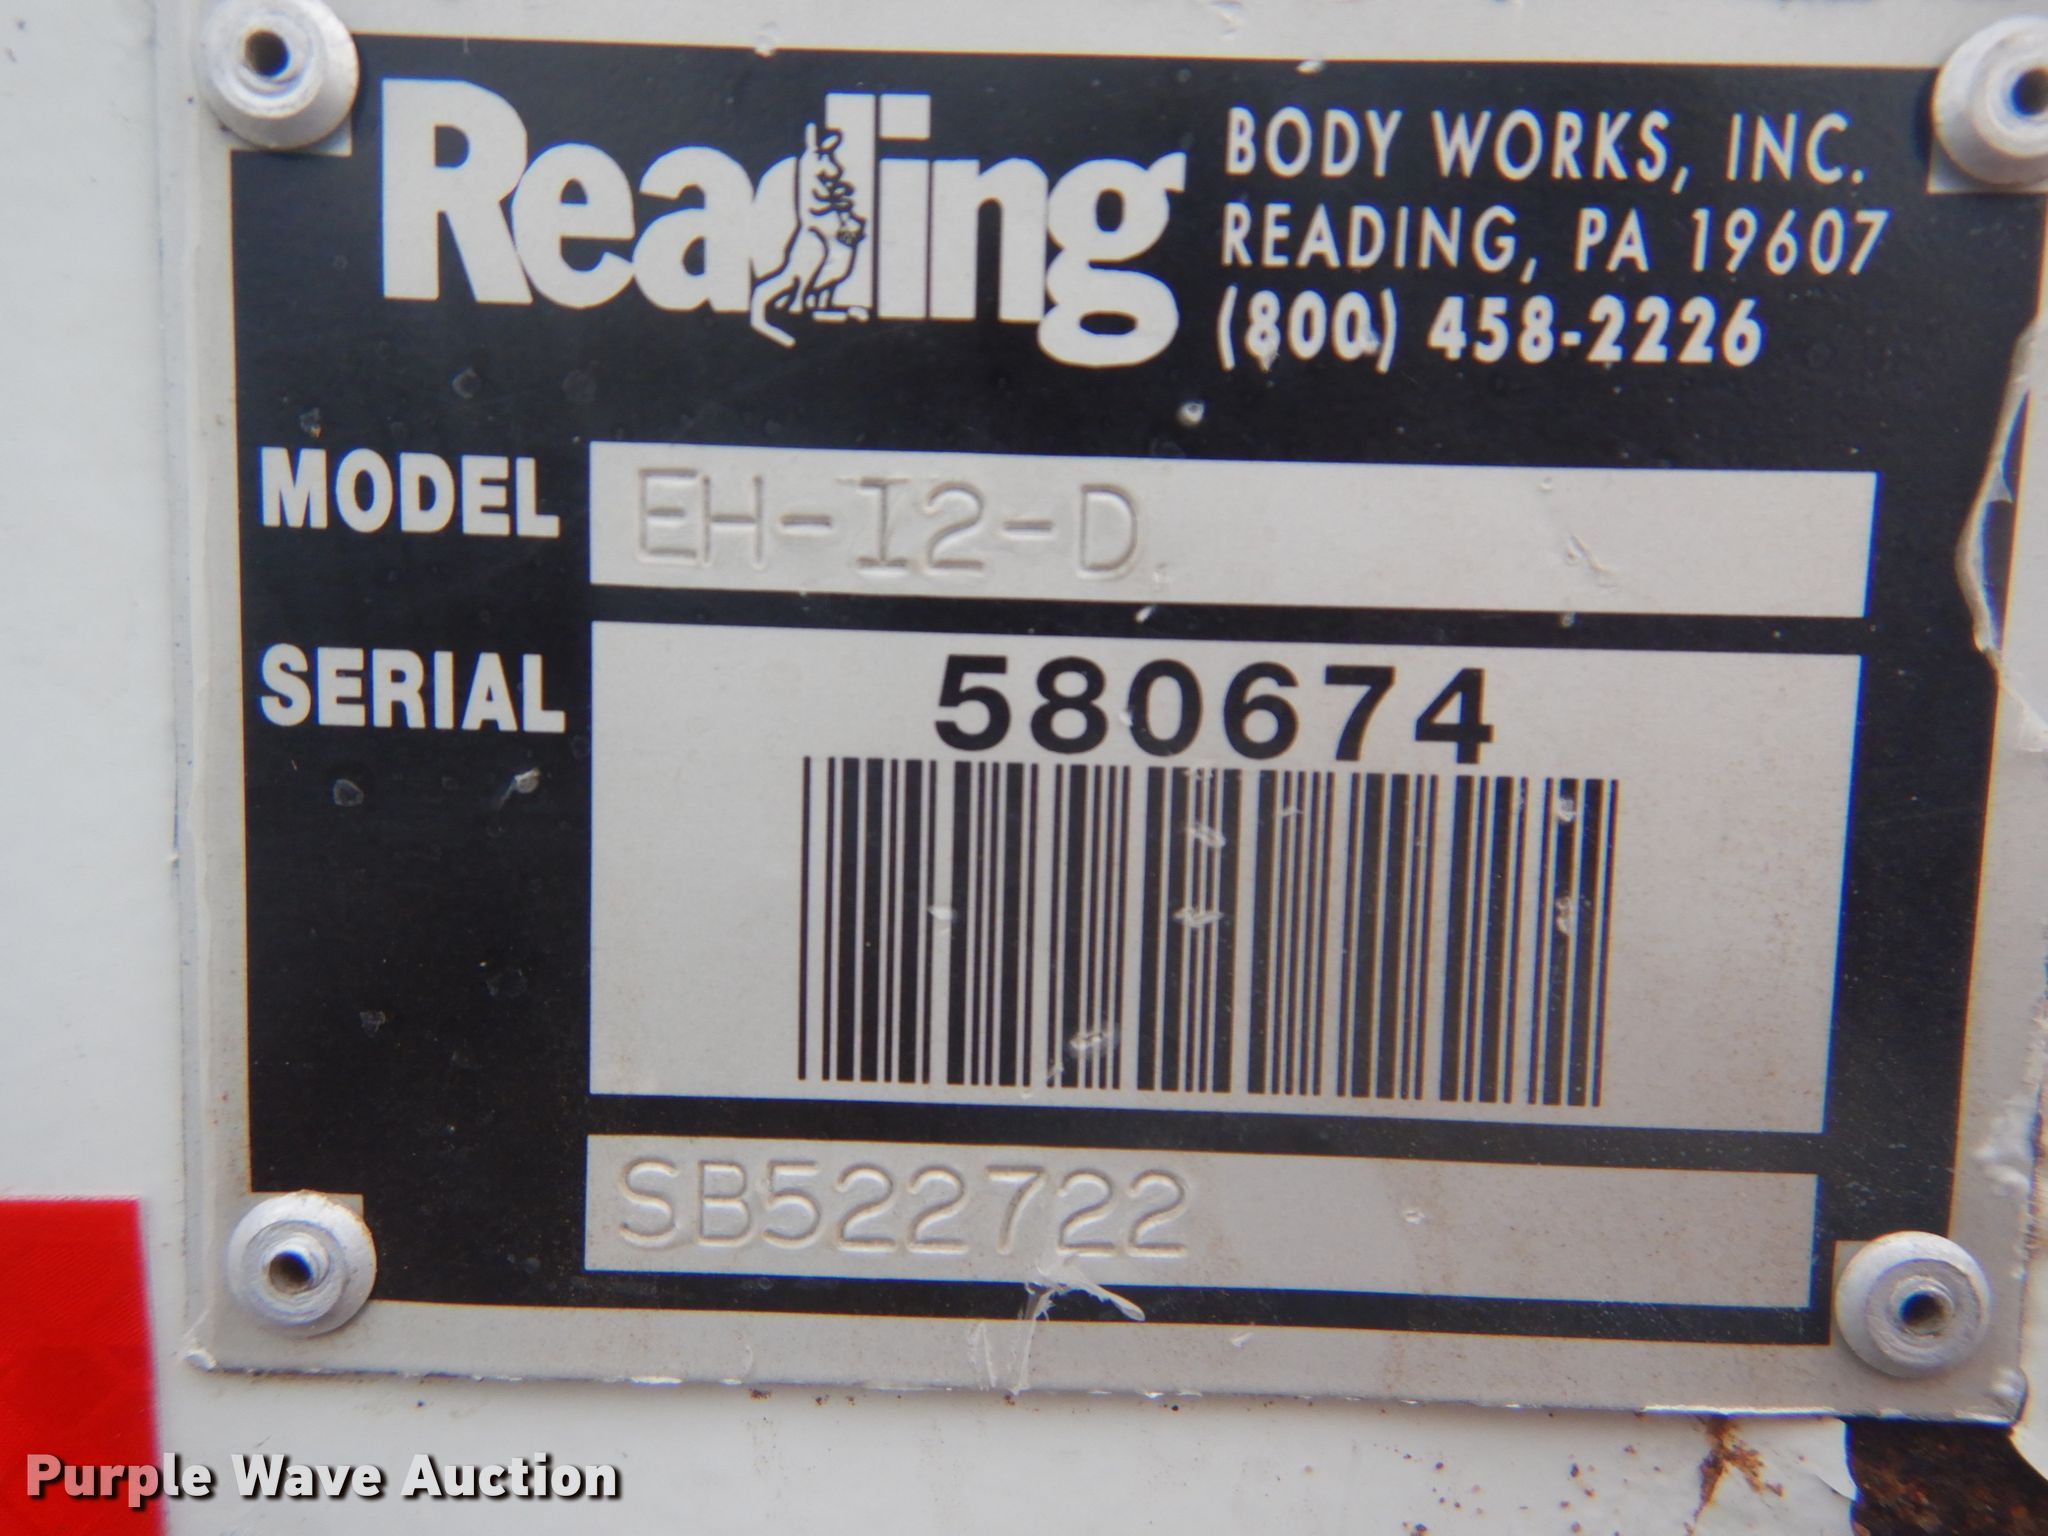 Reading
BODY WORKS, INC.
READING, PA 19607
(800) 458-2226
MODEL EH-I2-D
SERIAL 580674
SB522722
Purple Wave Auction